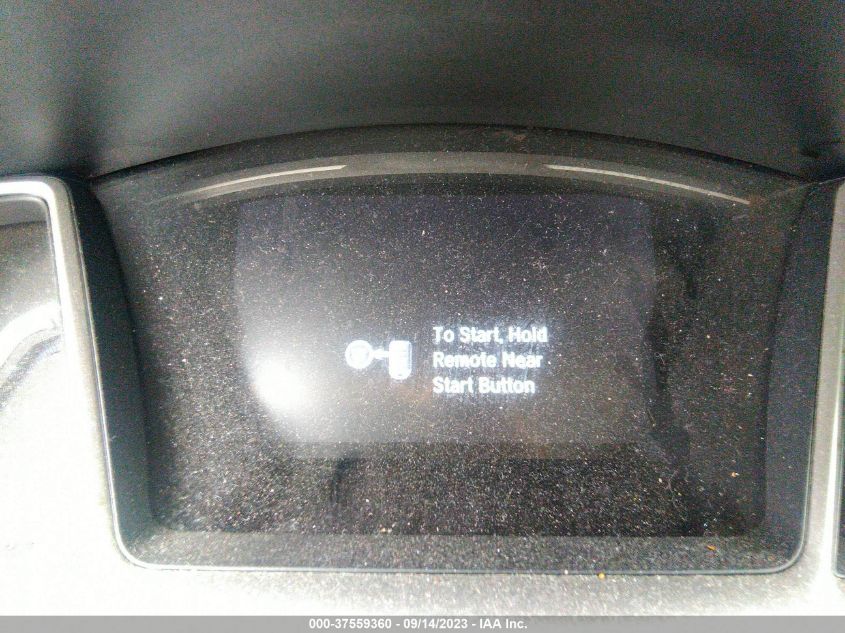 To Start, Hold
Remote Near
Start Button
000-37559360 - 09/14/2023 - IAA Inc.